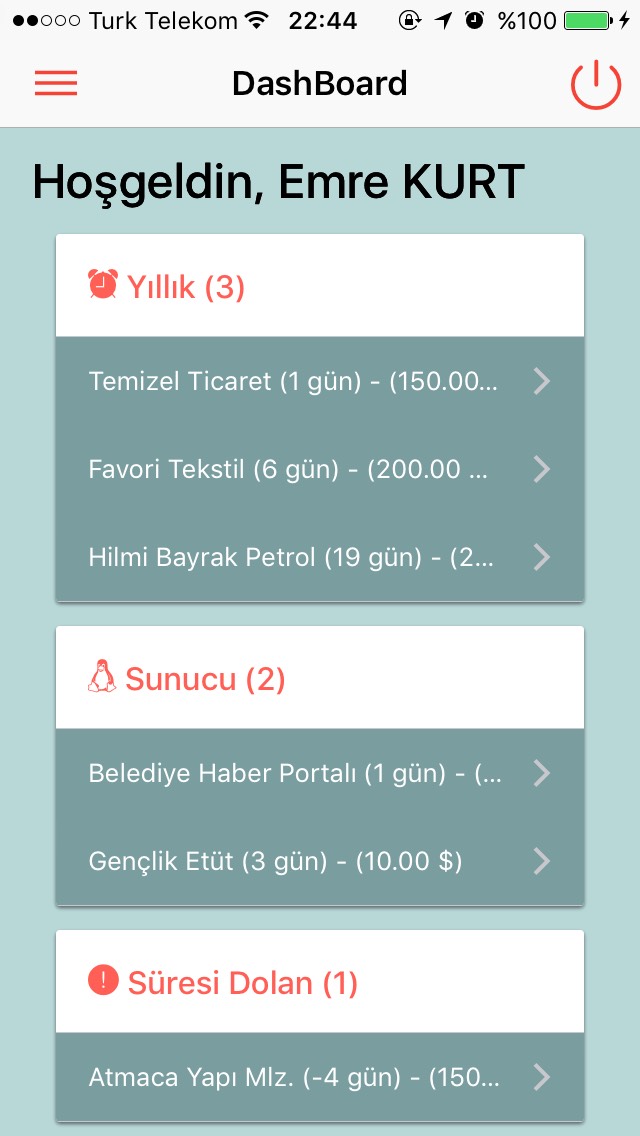 Turk Telekom 22:44 %100
DashBoard
Hoşgeldin, Emre KURT
Yıllık (3)
Temizel Ticaret (1 gün) - (150.00...
Favori Tekstil (6 gün) - (200.00 ...
Hilmi Bayrak Petrol (19 gün) - (2...
Sunucu (2)
Belediye Haber Portalı (1 gün) - (...
Gençlik Etüt (3 gün) - (10.00 $)
Süresi Dolan (1)
Atmaca Yapı Mlz. (-4 gün) - (150...